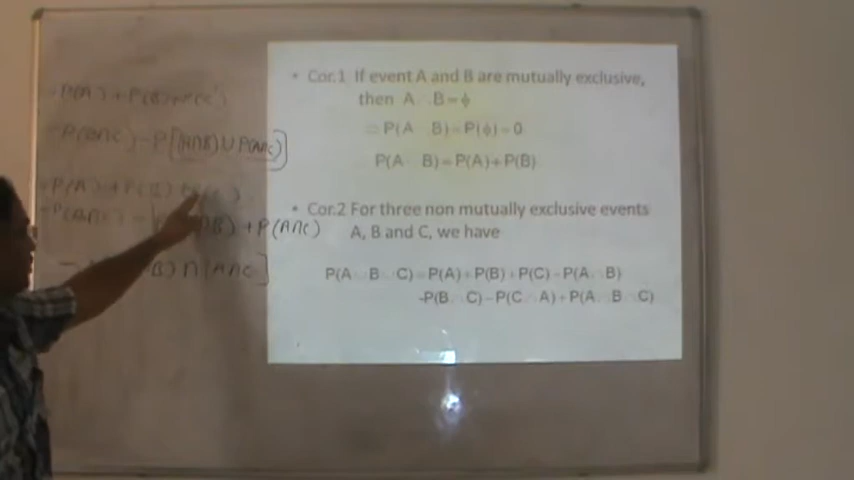 = P(A) + P(B) + P(C)
- P(B∩C) - P[(A∩B) ∪ P(A∩C)]
= P(A) + P(B)
- P(B∩C) - B) + P(A∩C)
- B) ∩ (A∩C]
• Cor.1 If event A and B are mutually exclusive,
then A B = ϕ
P(A B) = P(ϕ) = 0
P(A B) = P(A) + P(B)
• Cor.2 For three non mutually exclusive events
A, B and C, we have
P(A B C) = P(A) + P(B) + P(C) - P(A B)
-P(B C) - P(C A) + P(A B C)